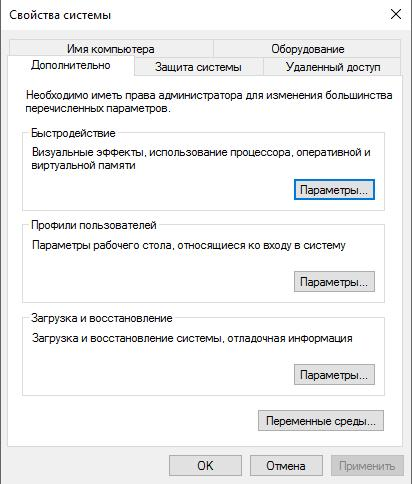 Свойства системы
Имя компьютера
Оборудование
Дополнительно
Защита системы
Удаленный доступ
Необходимо иметь права администратора для изменения большинства
перечисленных параметров.
Быстродействие
Визуальные эффекты, использование процессора, оперативной и
виртуальной памяти
Параметры...
Профили пользователей
Параметры рабочего стола, относящиеся ко входу в систему
Параметры...
Загрузка и восстановление
Загрузка и восстановление системы, отладочная информация
Параметры...
Переменные среды...
OK
Отмена
Применить